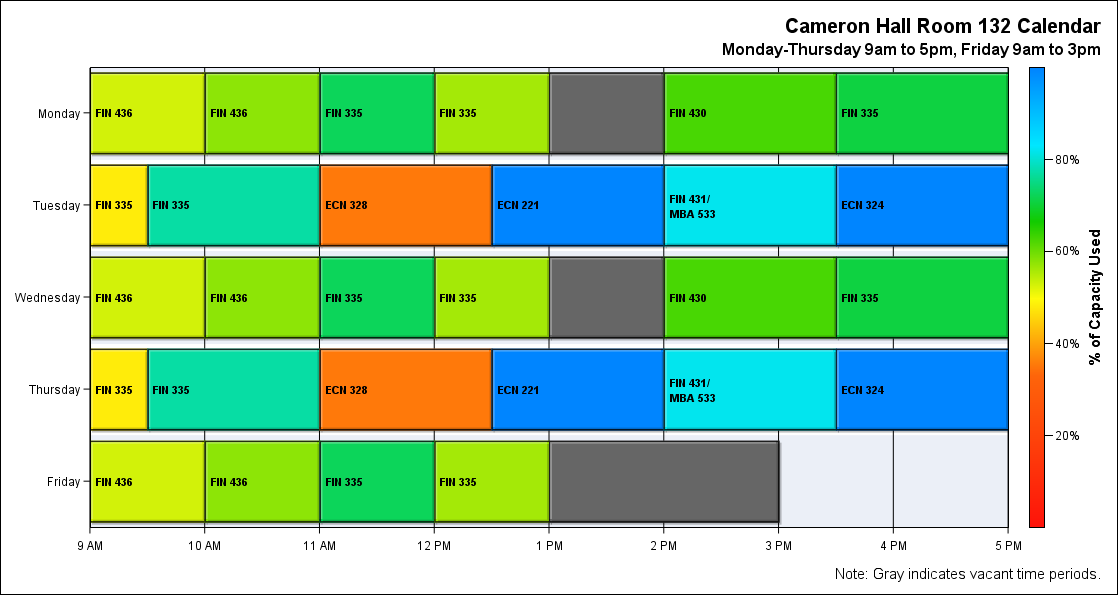 Cameron Hall Room 132 Calendar
Monday-Thursday 9am to 5pm, Friday 9am to 3pm
Monday
FIN 436
FIN 436
FIN 335
FIN 335
FIN 430
FIN 335
Tuesday
FIN 335
FIN 335
ECN 328
ECN 221
FIN 431/
MBA 533
ECN 324
Wednesday
FIN 436
FIN 436
FIN 335
FIN 335
FIN 430
FIN 335
Thursday
FIN 335
FIN 335
ECN 328
ECN 221
FIN 431/
MBA 533
ECN 324
Friday
FIN 436
FIN 436
FIN 335
FIN 335
9 AM
10 AM
11 AM
12 PM
1 PM
2 PM
3 PM
4 PM
5 PM
80%
60%
40%
20%
% of Capacity Used
Note: Gray indicates vacant time periods.